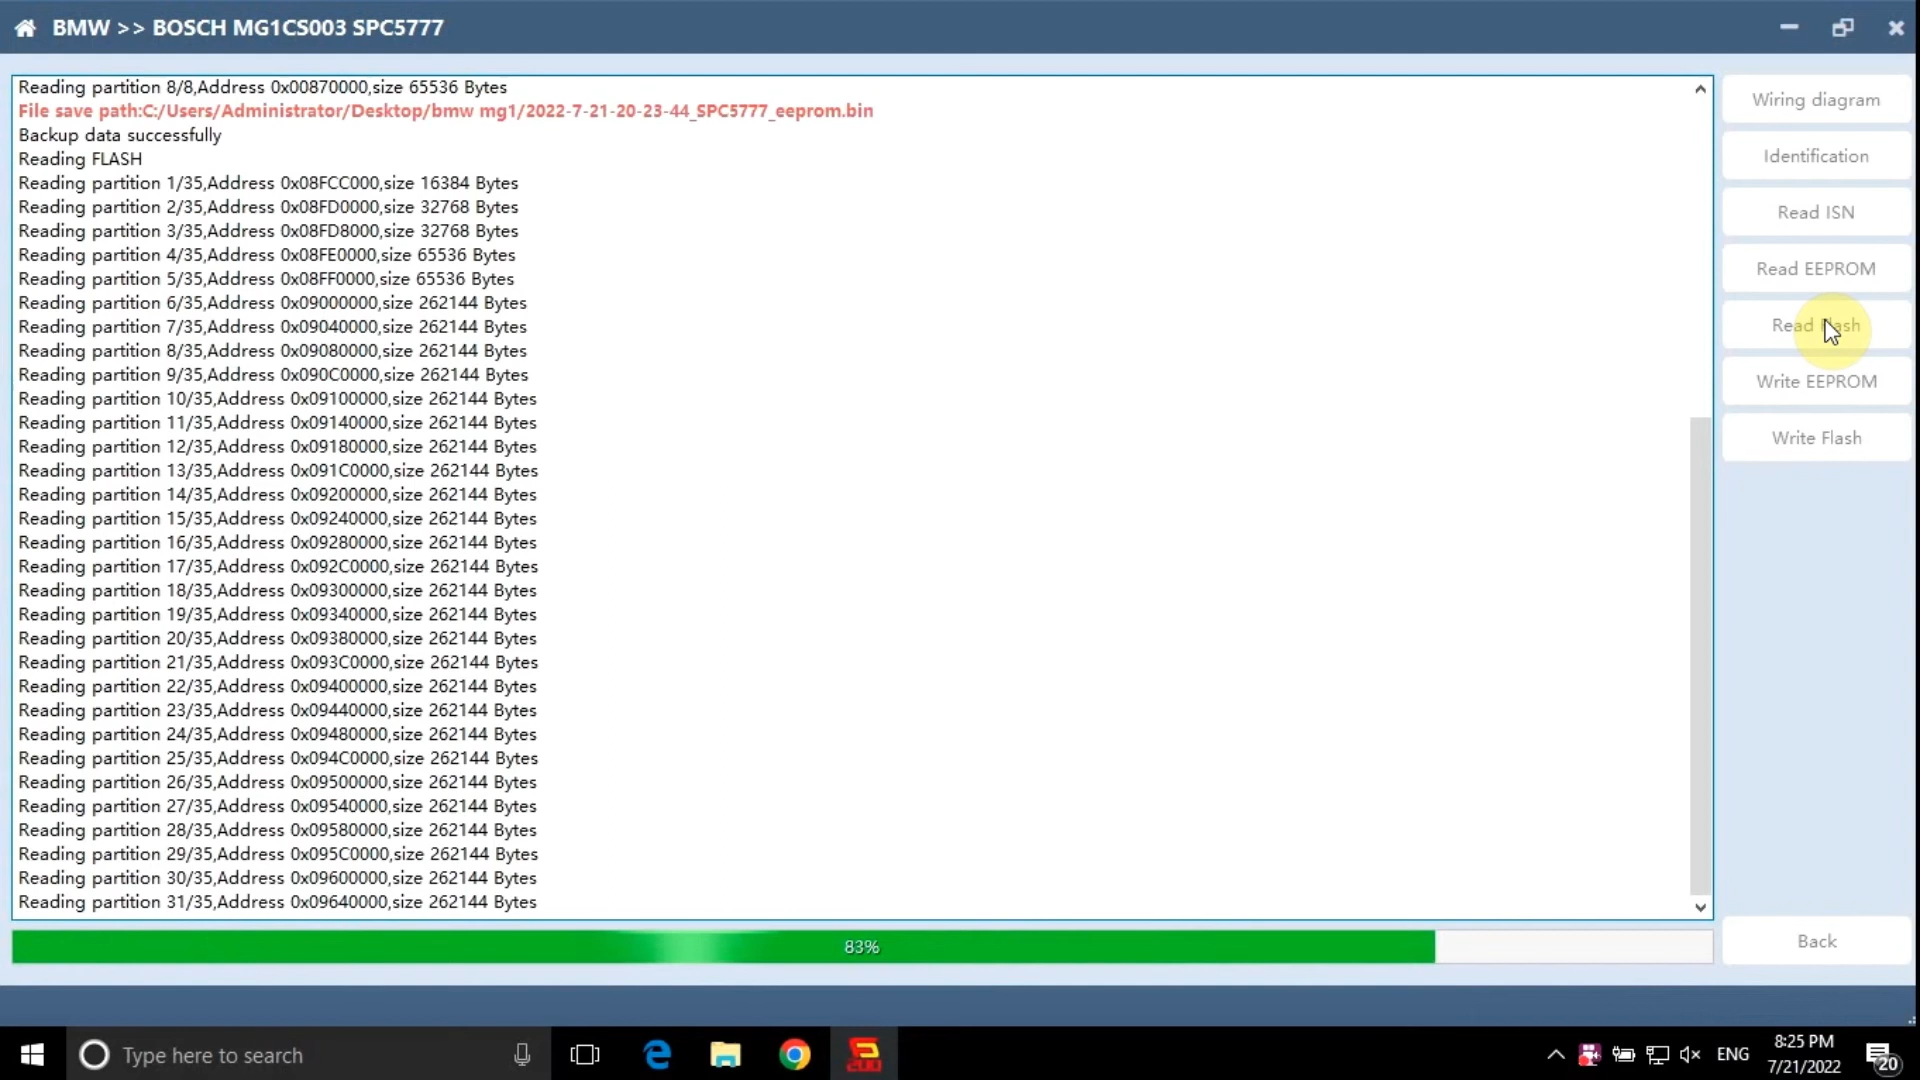 BMW >> BOSCH MG1CS003 SPC5777
Reading partition 8/8,Address 0x00870000,size 65536 Bytes
File save path:C:/Users/Administrator/Desktop/bmw mg1/2022-7-21-20-23-44_SPC5777_eeprom.bin
Backup data successfully
Reading FLASH
Reading partition 1/35,Address 0x08FCC000,size 16384 Bytes
Reading partition 2/35,Address 0x08FD0000,size 32768 Bytes
Reading partition 3/35,Address 0x08FD8000,size 32768 Bytes
Reading partition 4/35,Address 0x08FE0000,size 65536 Bytes
Reading partition 5/35,Address 0x08FF0000,size 65536 Bytes
Reading partition 6/35,Address 0x09000000,size 262144 Bytes
Reading partition 7/35,Address 0x09040000,size 262144 Bytes
Reading partition 8/35,Address 0x09080000,size 262144 Bytes
Reading partition 9/35,Address 0x090C0000,size 262144 Bytes
Reading partition 10/35,Address 0x09100000,size 262144 Bytes
Reading partition 11/35,Address 0x09140000,size 262144 Bytes
Reading partition 12/35,Address 0x09180000,size 262144 Bytes
Reading partition 13/35,Address 0x091C0000,size 262144 Bytes
Reading partition 14/35,Address 0x09200000,size 262144 Bytes
Reading partition 15/35,Address 0x09240000,size 262144 Bytes
Reading partition 16/35,Address 0x09280000,size 262144 Bytes
Reading partition 17/35,Address 0x092C0000,size 262144 Bytes
Reading partition 18/35,Address 0x09300000,size 262144 Bytes
Reading partition 19/35,Address 0x09340000,size 262144 Bytes
Reading partition 20/35,Address 0x09380000,size 262144 Bytes
Reading partition 21/35,Address 0x093C0000,size 262144 Bytes
Reading partition 22/35,Address 0x09400000,size 262144 Bytes
Reading partition 23/35,Address 0x09440000,size 262144 Bytes
Reading partition 24/35,Address 0x09480000,size 262144 Bytes
Reading partition 25/35,Address 0x094C0000,size 262144 Bytes
Reading partition 26/35,Address 0x09500000,size 262144 Bytes
Reading partition 27/35,Address 0x09540000,size 262144 Bytes
Reading partition 28/35,Address 0x09580000,size 262144 Bytes
Reading partition 29/35,Address 0x095C0000,size 262144 Bytes
Reading partition 30/35,Address 0x09600000,size 262144 Bytes
Reading partition 31/35,Address 0x09640000,size 262144 Bytes
83%
Wiring diagram
Identification
Read ISN
Read EEPROM
Read Flash
Write EEPROM
Write Flash
Back
Type here to search
ENG
8:25 PM
7/21/2022
20